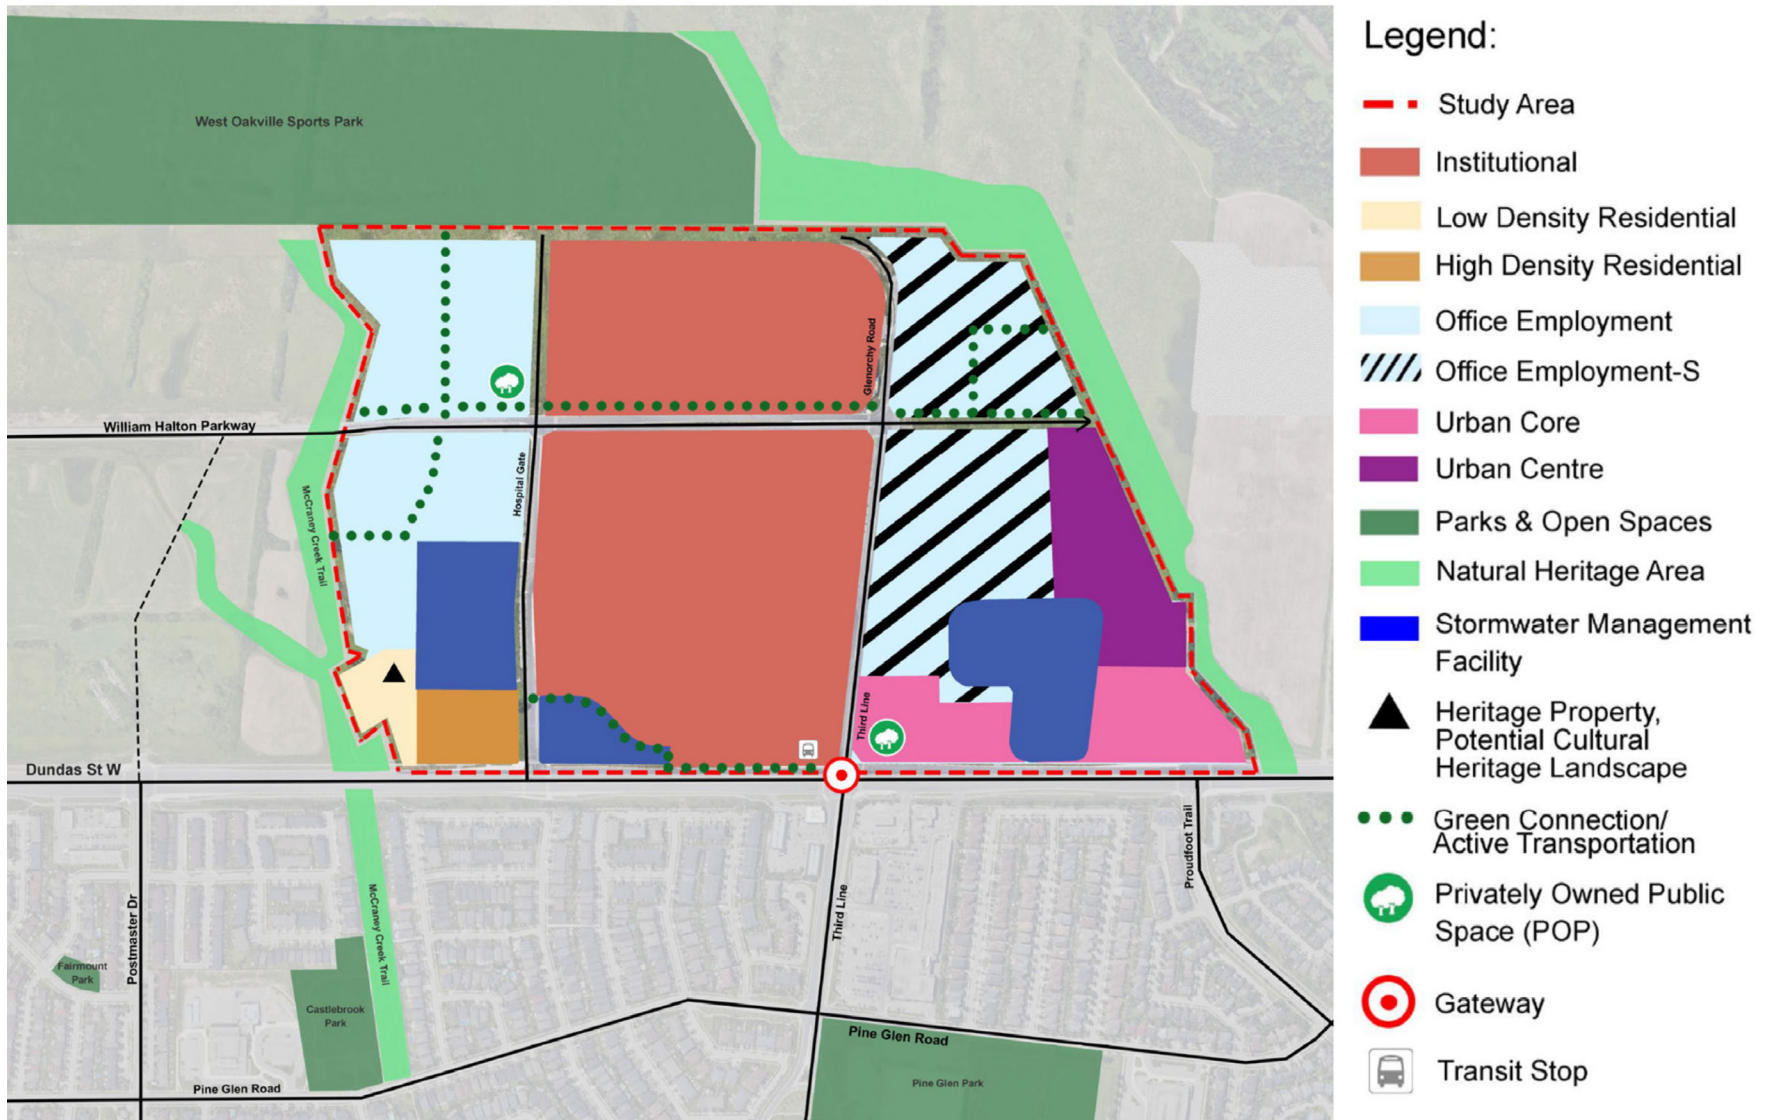 West Oakville Sports Park
Glenorchy Road
William Halton Parkway
Hospital Gate
McCraney Creek Trail
Third Line
Dundas St W
Postmaster Dr
McCraney Creek Trail
Third Line
Proudfoot Trail
Fairmount
Park
Castlebrook
Park
Pine Glen Road
Pine Glen Road
Pine Glen Park
Legend:
Study Area
Institutional
Low Density Residential
High Density Residential
Office Employment
Office Employment-S
Urban Core
Urban Centre
Parks & Open Spaces
Natural Heritage Area
Stormwater Management
Facility
Heritage Property,
Potential Cultural
Heritage Landscape
Green Connection/
Active Transportation
Privately Owned Public
Space (POP)
Gateway
Transit Stop